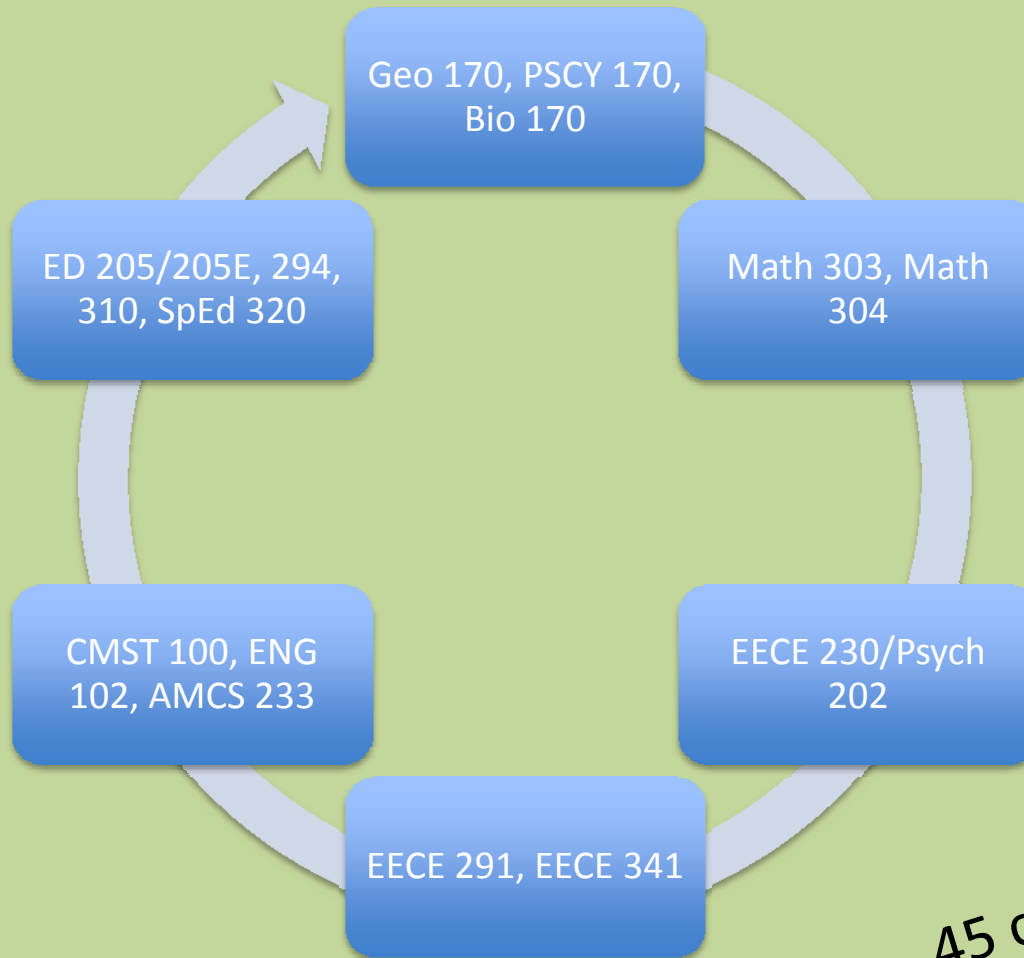 Geo 170, PSCY 170,
Bio 170
Math 303, Math
304
EECE 230/Psych
202
EECE 291, EECE 341
CMST 100, ENG
102, AMCS 233
ED 205/205E, 294,
310, SpEd 320
45